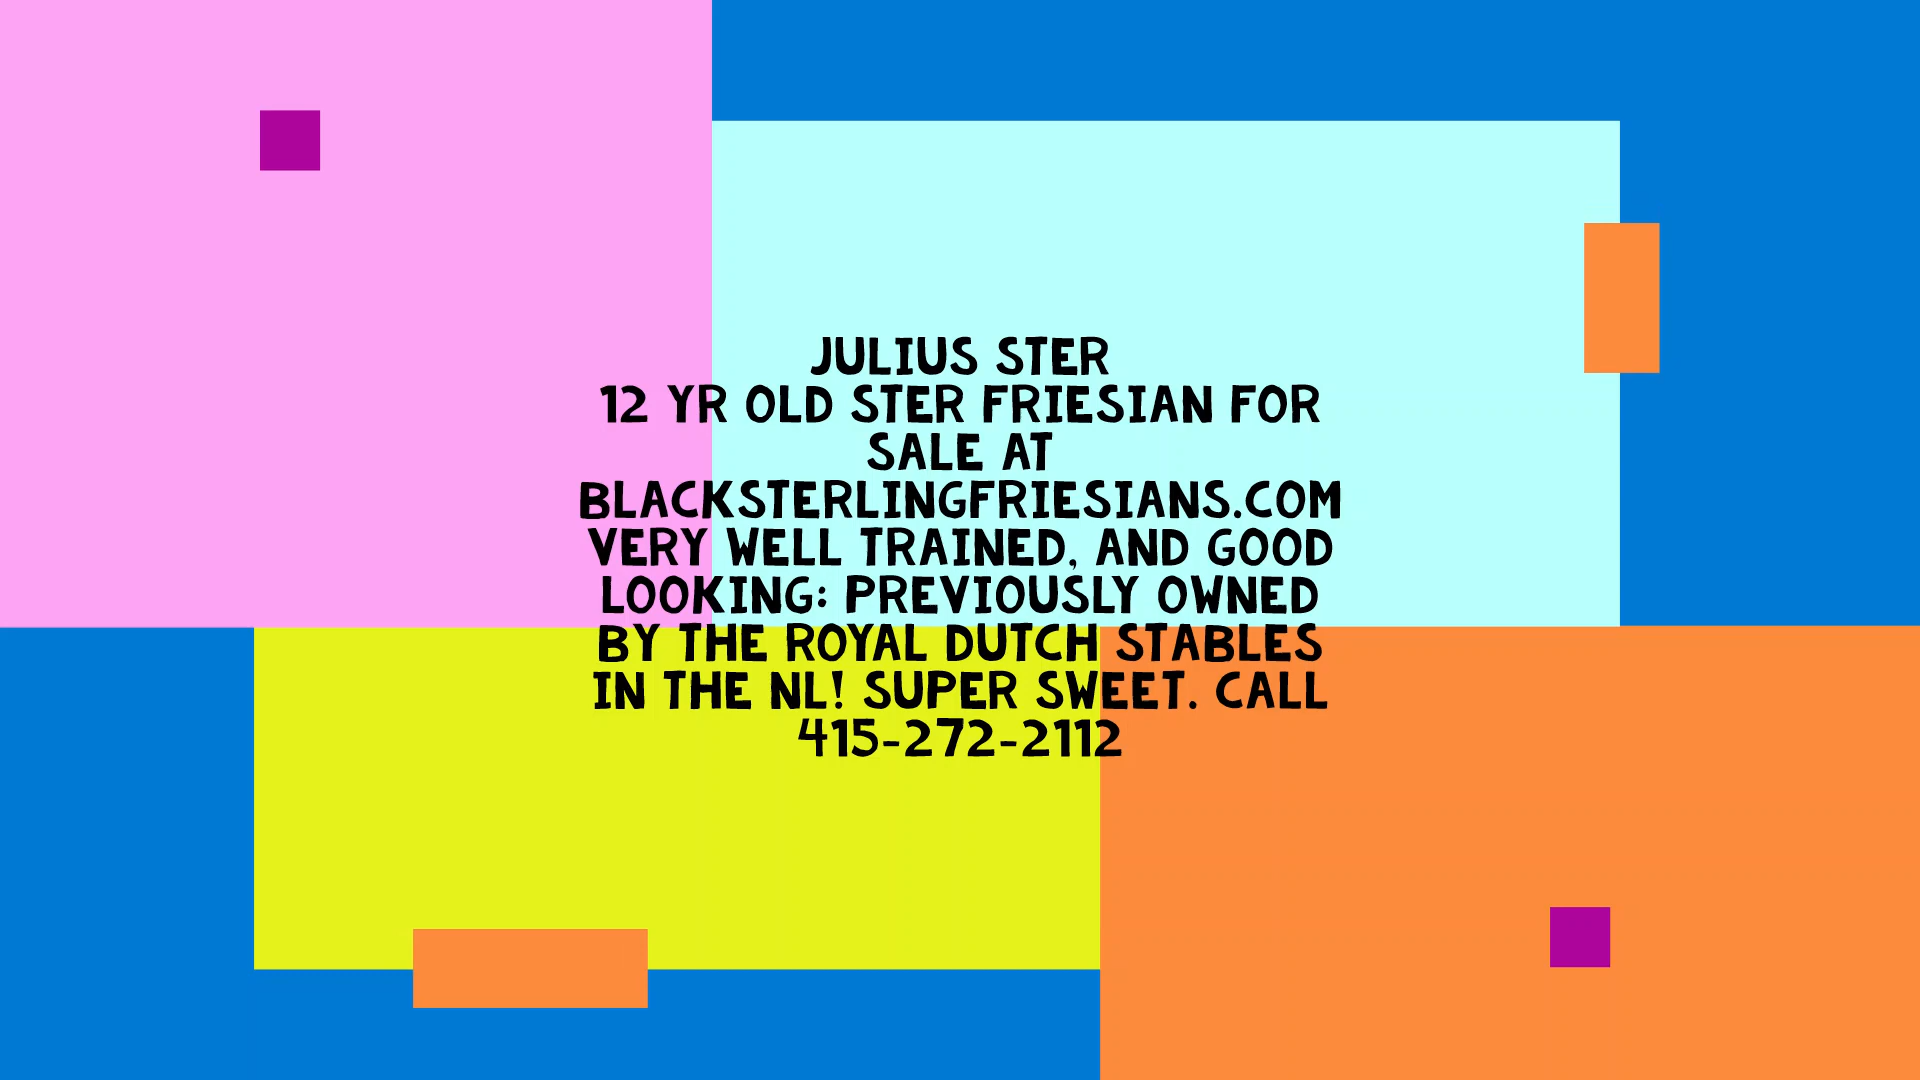 JULIUS STER
12 YR OLD STER FRIESIAN FOR
SALE AT
BLACKSTERLINGFRIESIANS.COM
VERY WELL TRAINED, AND GOOD
LOOKING: PREVIOUSLY OWNED
BY THE ROYAL DUTCH STABLES
IN THE NL! SUPER SWEET. CALL
415-272-2112